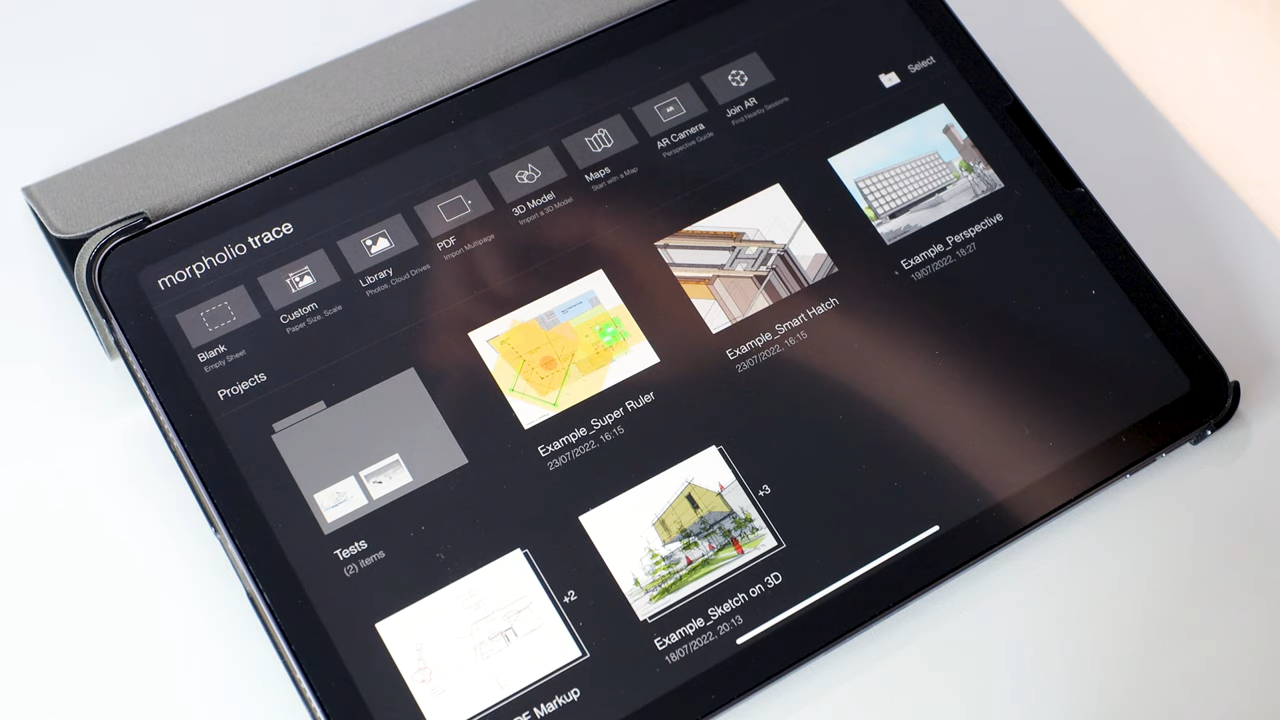 morpholio trace
Select
Blank
Empty Sheet
Custom
Paper Size, Scale
Library
Photos, Cloud Drives
PDF
Import Multipage
3D Model
Import a 3D Model
Maps
Start with a Map
AR
AR Camera
Perspective Guide
Join AR
Find Nearby Sessions
Projects
Tests
(2) items
Example_Super Ruler
23/07/2022, 16:15
Example_Smart Hatch
23/07/2022, 16:15
Example_Perspective
19/07/2022, 18:27
+2
Markup
+3
Example_Sketch on 3D
18/07/2022, 20:13